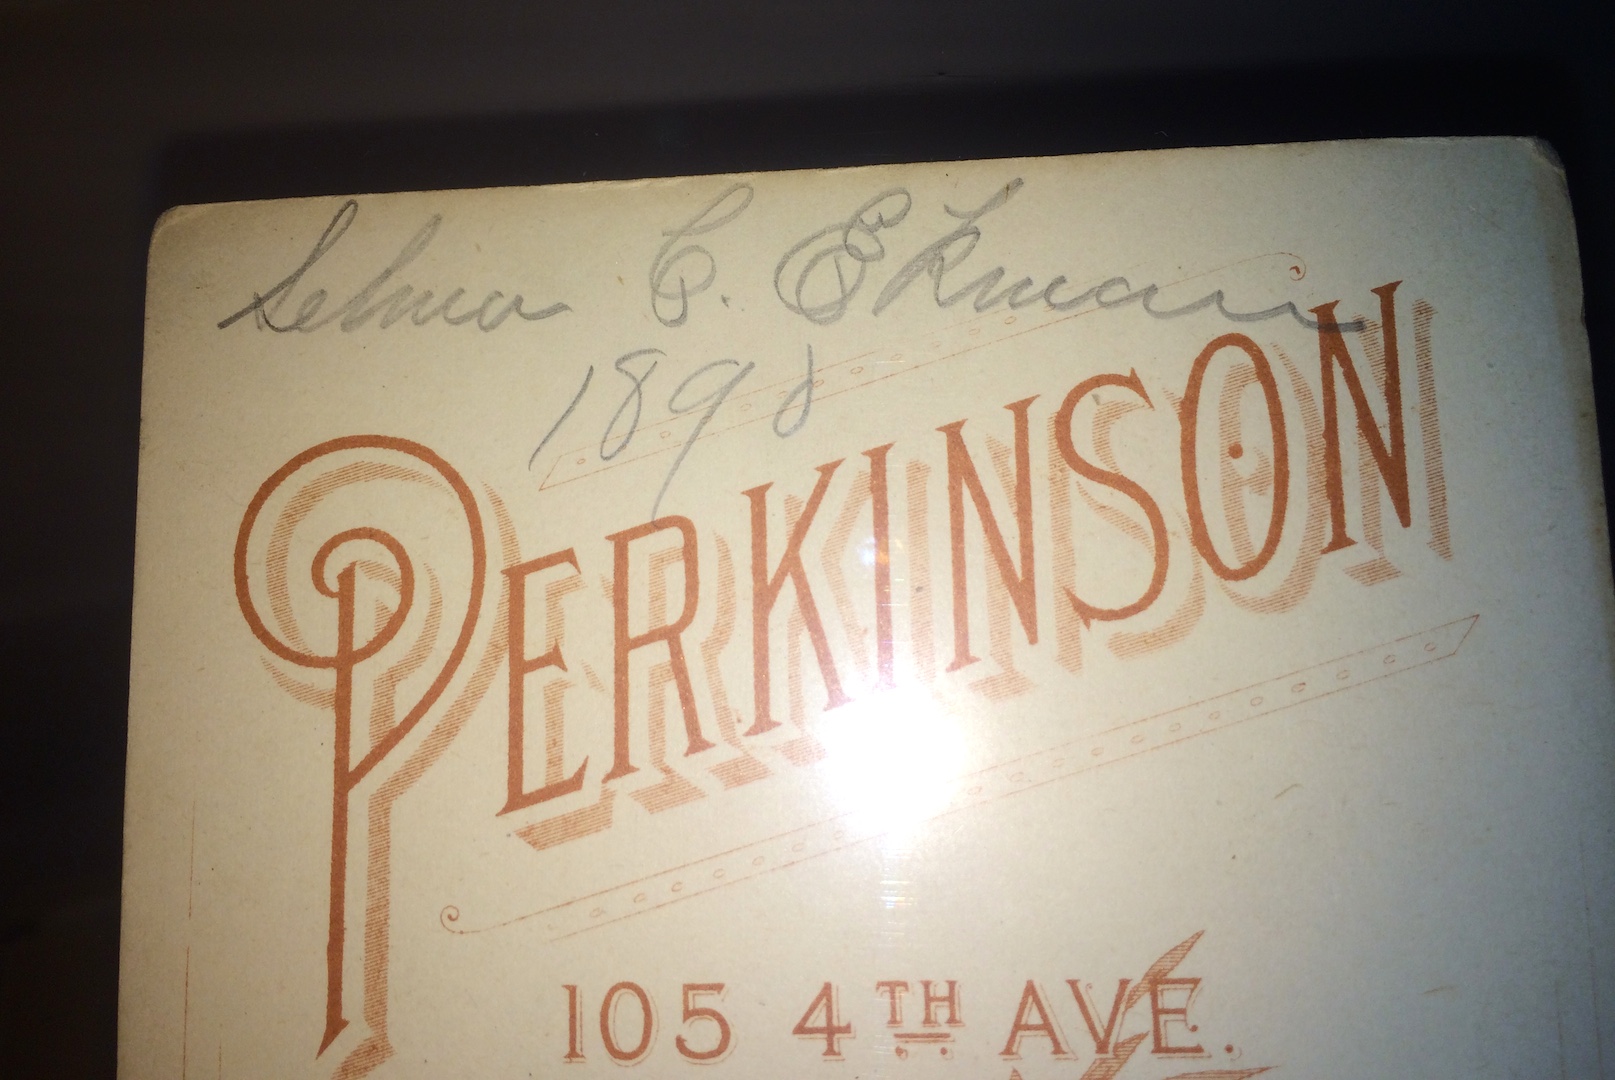 Selma C. Ekman
1898
PERKINSON
105 4TH AVE.